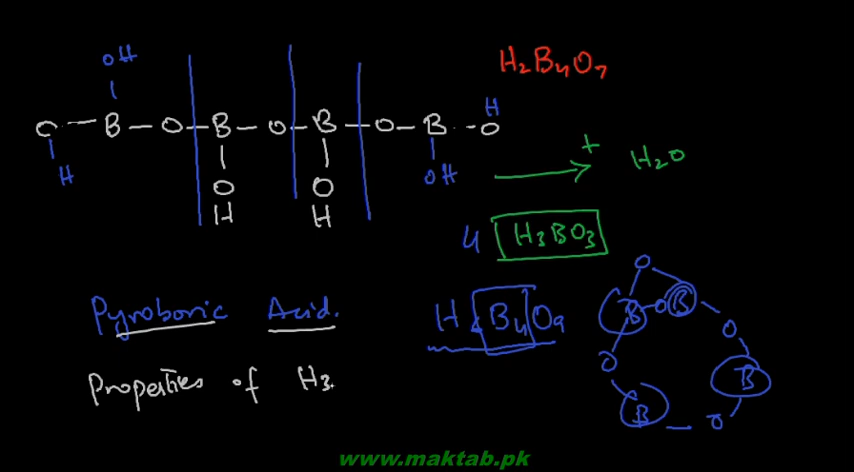 OH
H₂B₄O₇
H
O - B - O - B - O - B - O - B - O
H
O
O
OH
H
H
+
H₂O
4 H₃BO₃
Pyroboric Acid.
H B₄O₉
Properties of H₃
O
B O B
O
O
B
B
O
www.maktab.pk